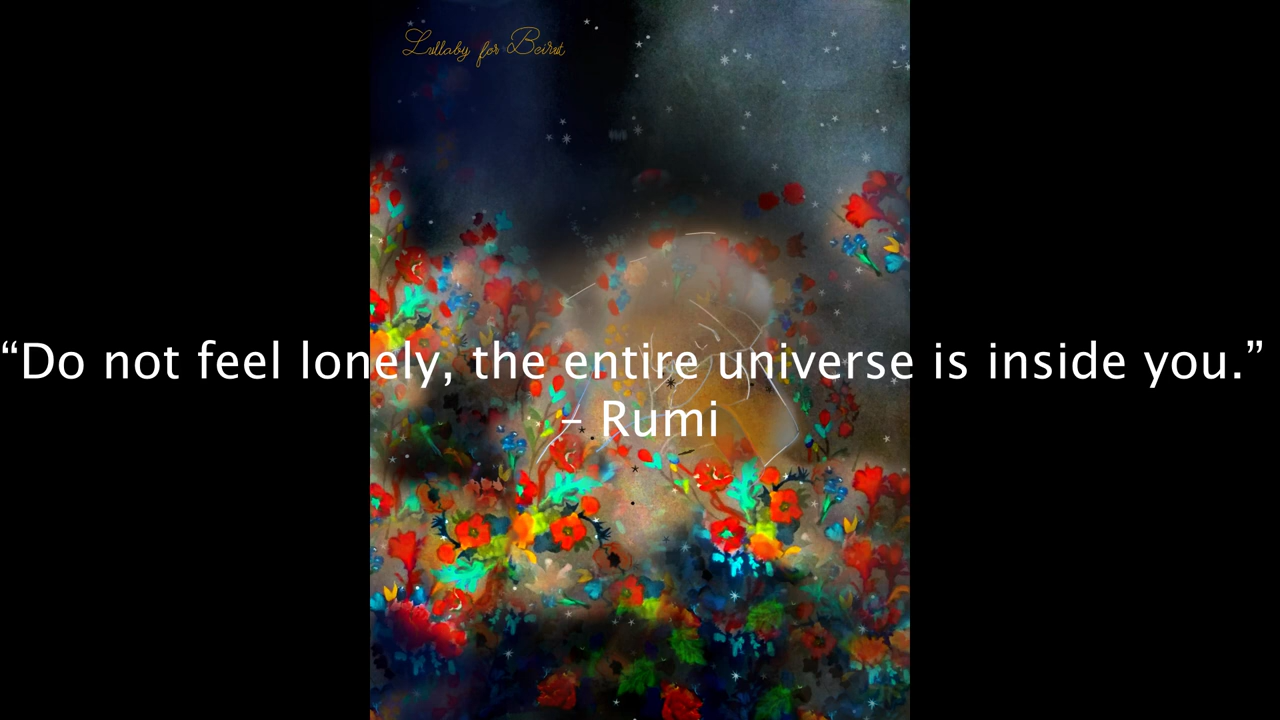 Lullaby for Beirut
“Do not feel lonely, the entire universe is inside you.”
– Rumi